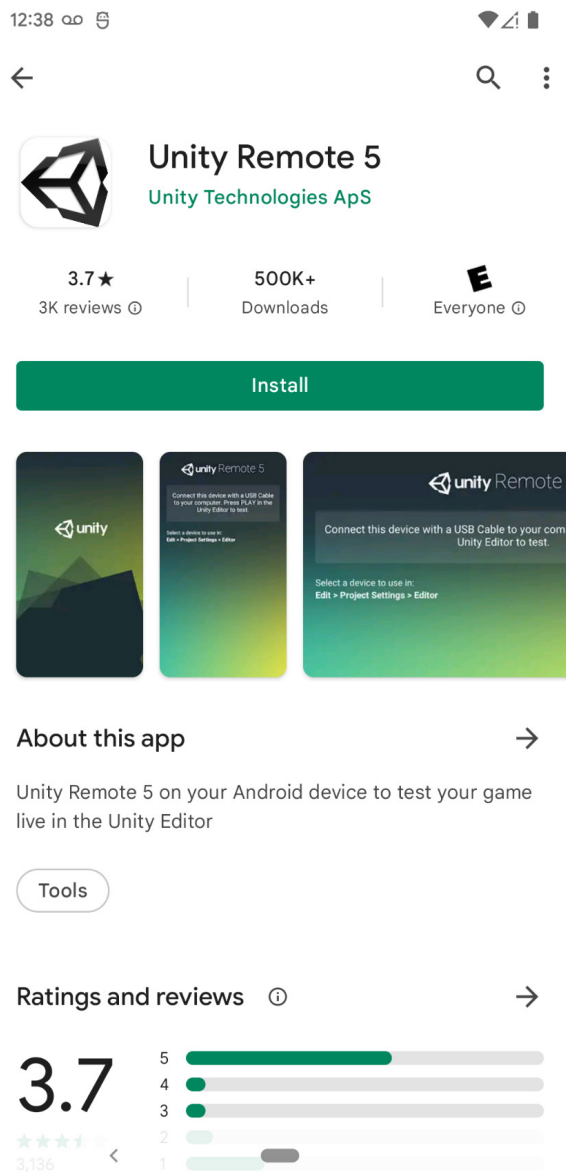 12:38
Unity Remote 5
Unity Technologies ApS
3.7★
3K reviews
500K+
Downloads
E
Everyone
Install
unity
unity Remote 5
Connect this device with a USB Cable
to your computer. Press PLAY in the
Unity Editor to test.
Select a device to use in:
Edit > Project Settings > Editor
unity Remote
Connect this device with a USB Cable to your com
Unity Editor to test.
Select a device to use in:
Edit > Project Settings > Editor
About this app
Unity Remote 5 on your Android device to test your game
live in the Unity Editor
Tools
Ratings and reviews
3.7
5
4
3
2
1
3,136